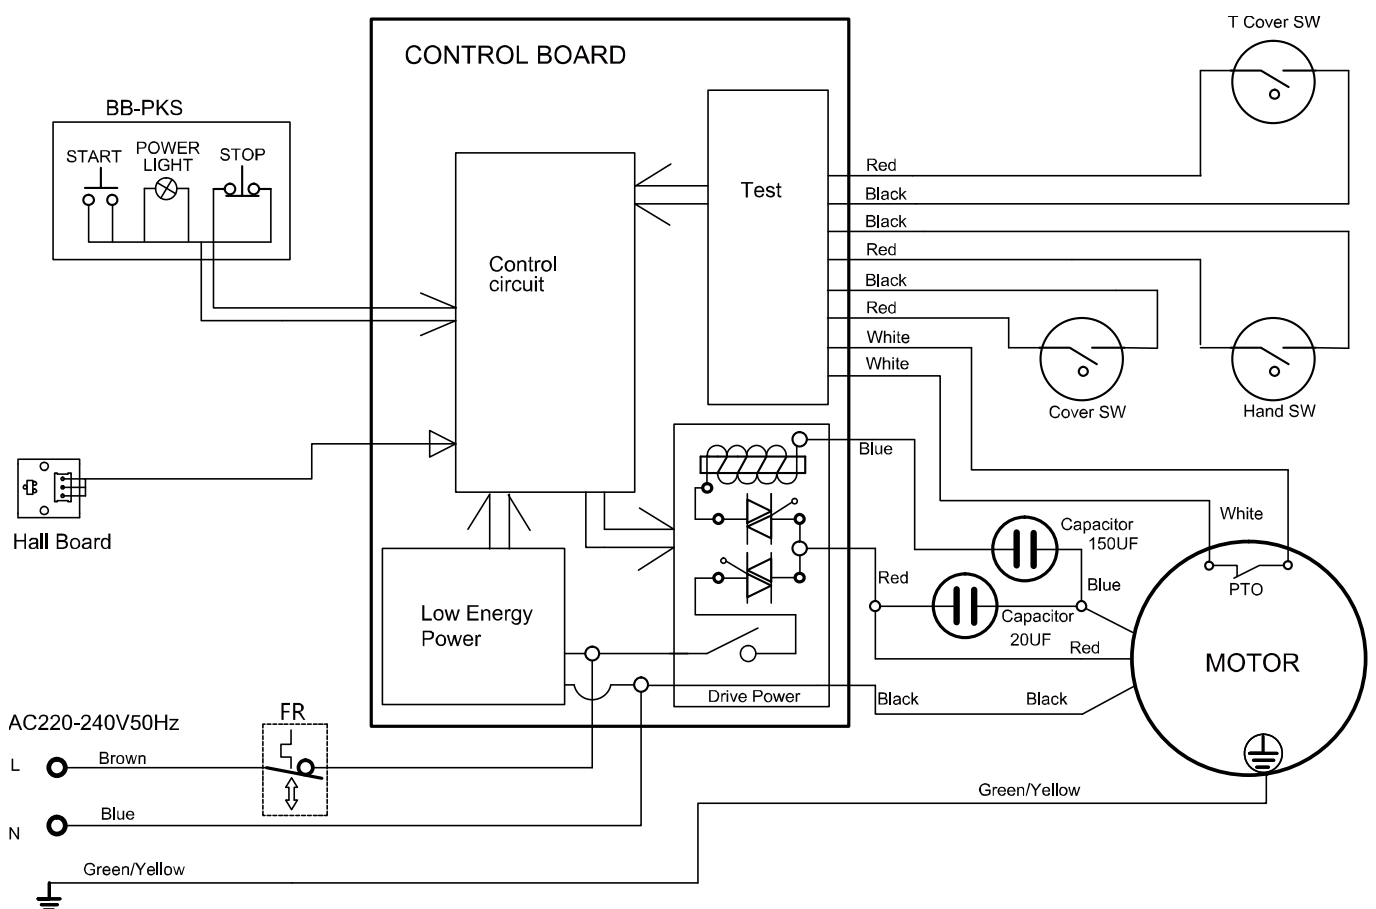 T Cover SW
CONTROL BOARD
BB-PKS
START
POWER
LIGHT
STOP
Test
Red
Black
Black
Red
Black
Red
White
White
Control
circuit
Cover SW
Hand SW
Blue
Hall Board
White
Capacitor
150UF
Red
Blue
PTO
Low Energy
Power
Capacitor
20UF
Red
MOTOR
Drive Power
Black
Black
AC220-240V50Hz
FR
L
Brown
Green/Yellow
Blue
N
Green/Yellow